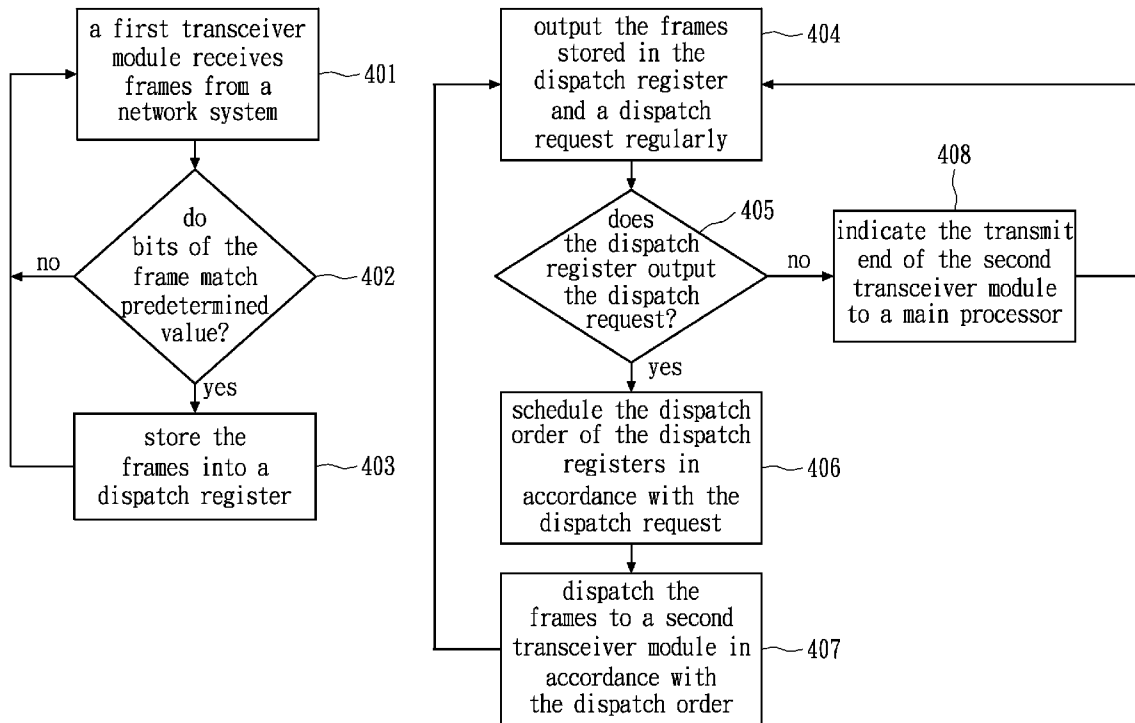 a first transceiver
module receives
frames from a
network system
401
do
bits of the
frame match
predetermined
value?
no
402
yes
store the
frames into a
dispatch register
403
output the frames
stored in the
dispatch register
and a dispatch
request regularly
404
does
the dispatch
register output
the dispatch
request?
405
no
408
indicate the transmit
end of the second
transceiver module
to a main processor
yes
schedule the dispatch
order of the dispatch
registers in
accordance with the
dispatch request
406
dispatch the
frames to a second
transceiver module in
accordance with
the dispatch order
407